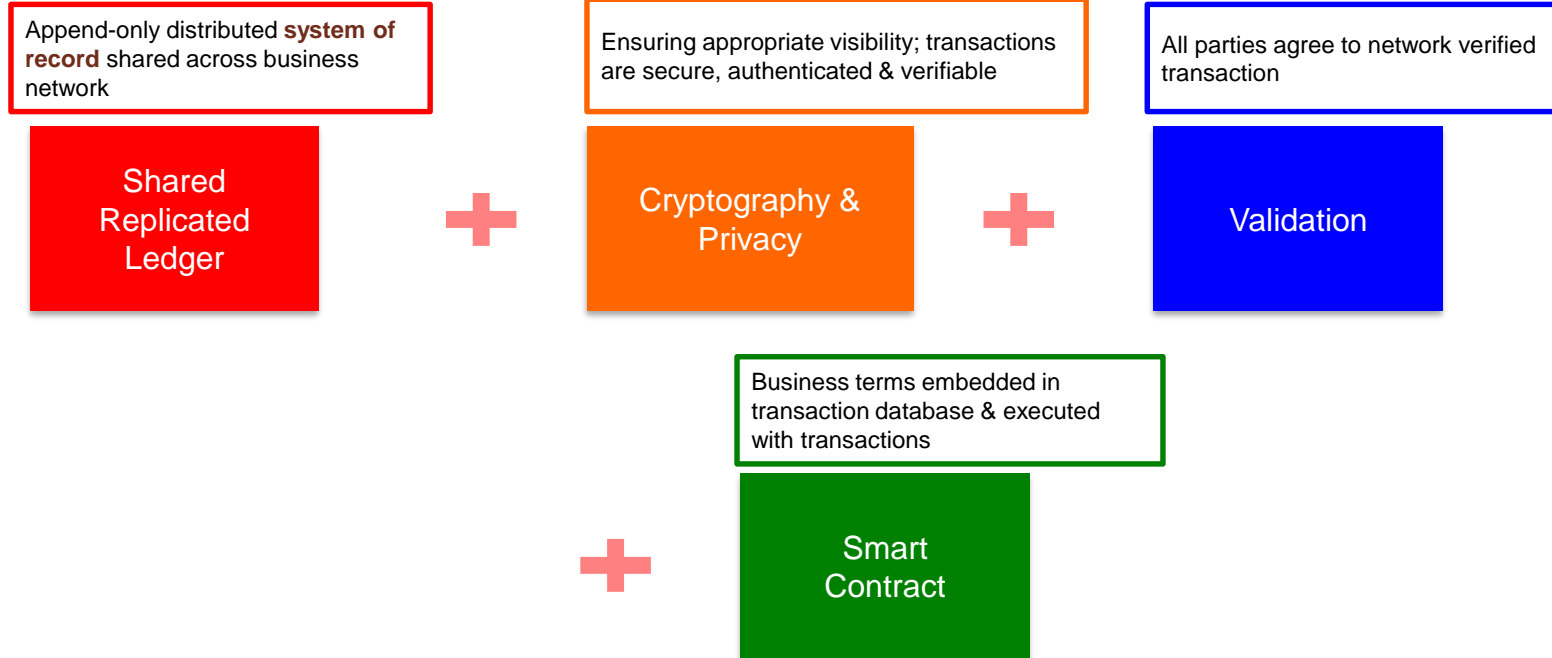 Append-only distributed system of
record shared across business
network
Ensuring appropriate visibility; transactions
are secure, authenticated & verifiable
All parties agree to network verified
transaction
Shared
Replicated
Ledger
Cryptography &
Privacy
Validation
Business terms embedded in
transaction database & executed
with transactions
Smart
Contract